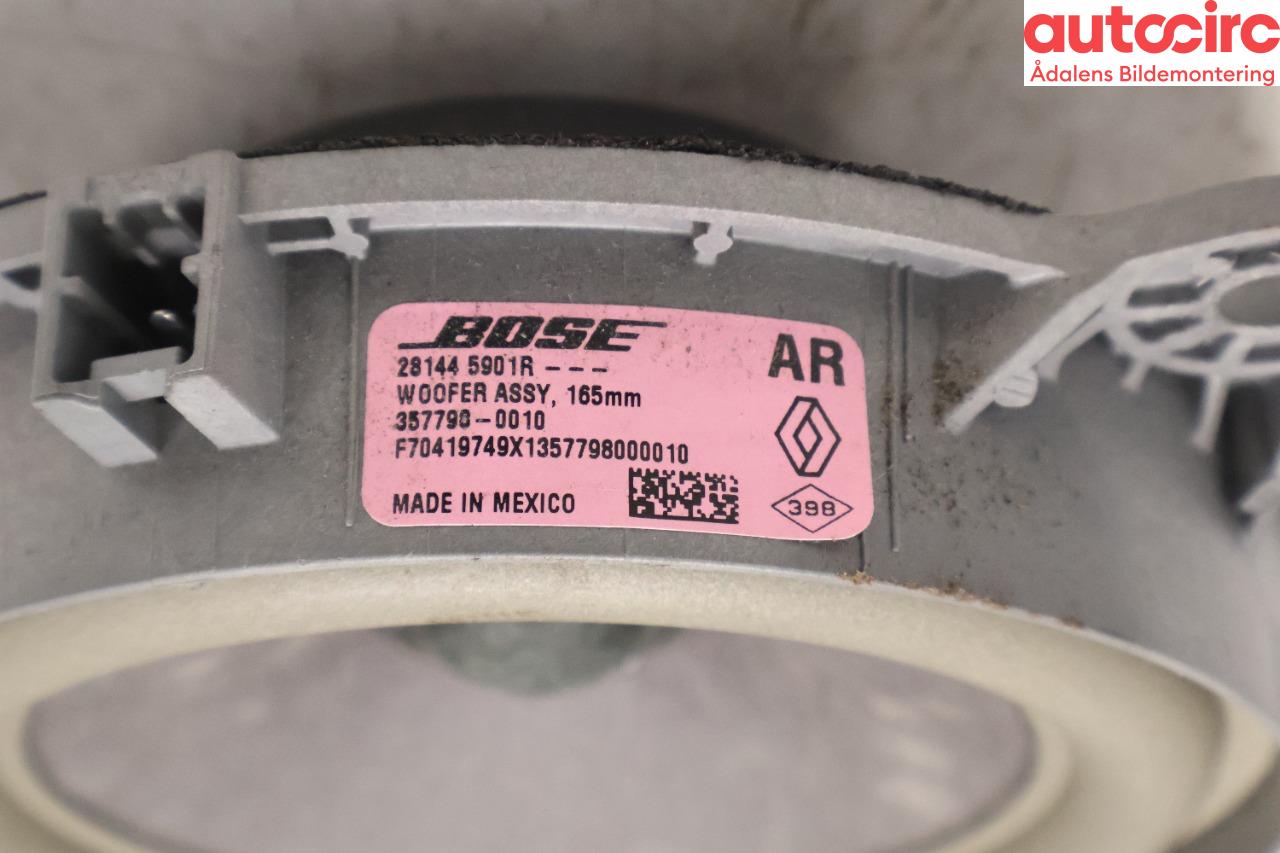 autocirc
Ådalens Bildemontering
BOSE
AR
28144 5901R ---
WOOFER ASSY, 165mm
357798-0010
F70419749X1357798000010
MADE IN MEXICO
398